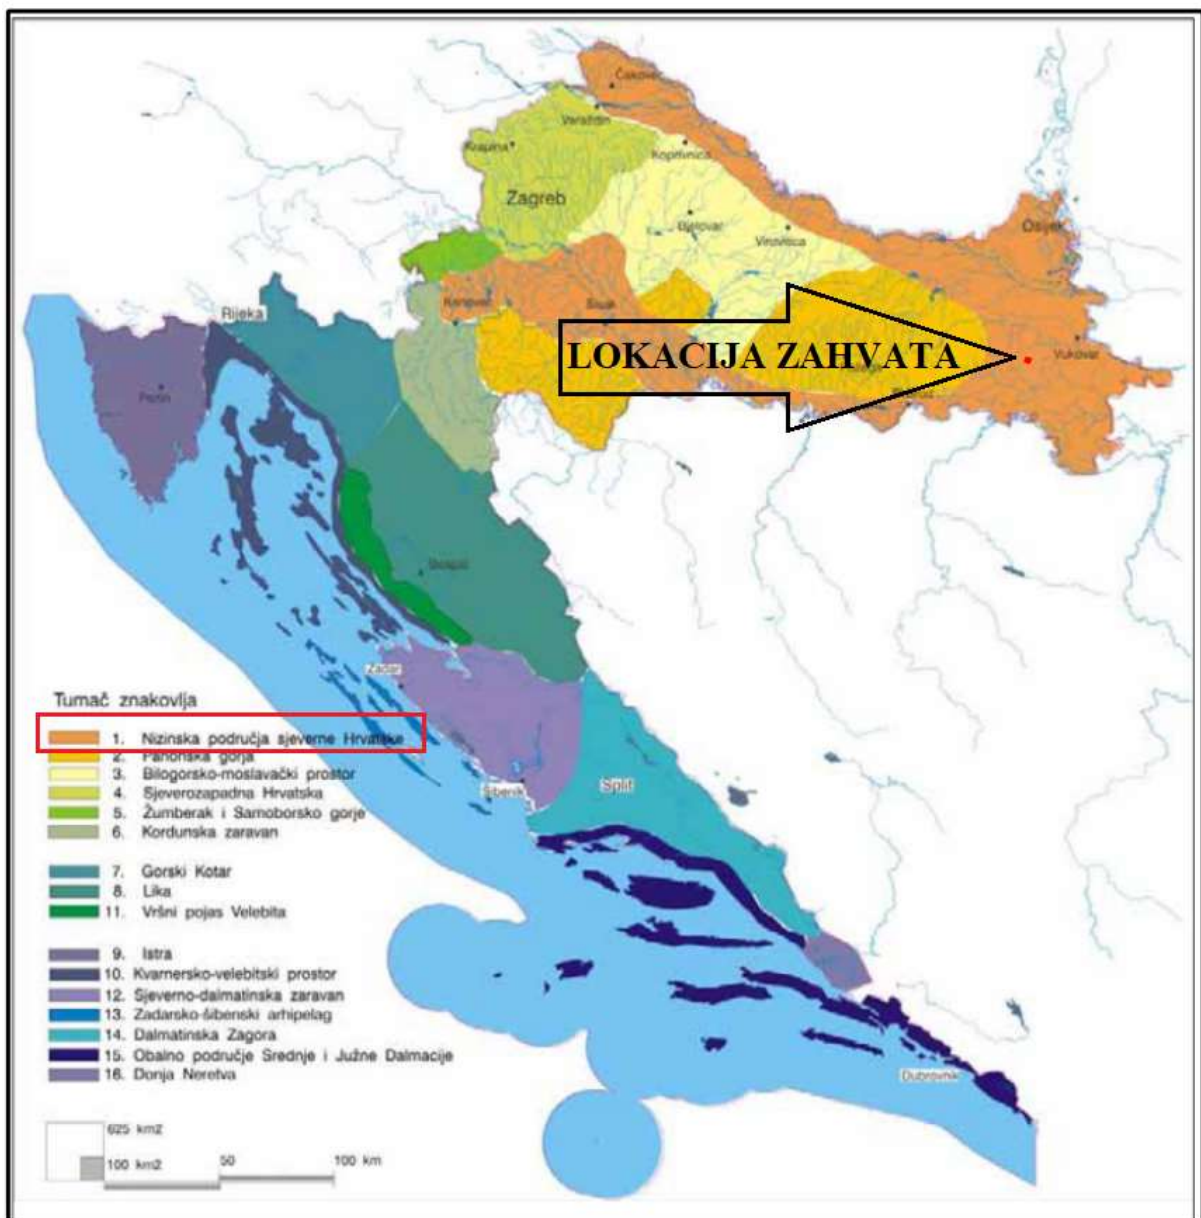 Čakovec
Varaždin
Krapina
Koprivnica
Zagreb
Bjelovar
Virovitica
Osijek
Karlovac
Sisak
Rijeka
LOKACIJA ZAHVATA
Vukovar
Pazin
Gospić
Zadar
Tumač znakovlja
1. Nizinska područja sjeverne Hrvatske
2. Panonska gorja
3. Bilogorsko-moslavački prostor
4. Sjeverozapadna Hrvatska
5. Žumberak i Samoborsko gorje
6. Kordunska zaravan
Šibenik
Split
7. Gorski Kotar
8. Lika
11. Vršni pojas Velebita
9. Istra
10. Kvarnersko-velebitski prostor
12. Sjeverno-dalmatinska zaravan
13. Zadarsko-šibenski arhipelag
14. Dalmatinska Zagora
15. Obalno područje Srednje i Južne Dalmacije
16. Donja Neretva
Dubrovnik
625 km2
100 km2
50
100 km